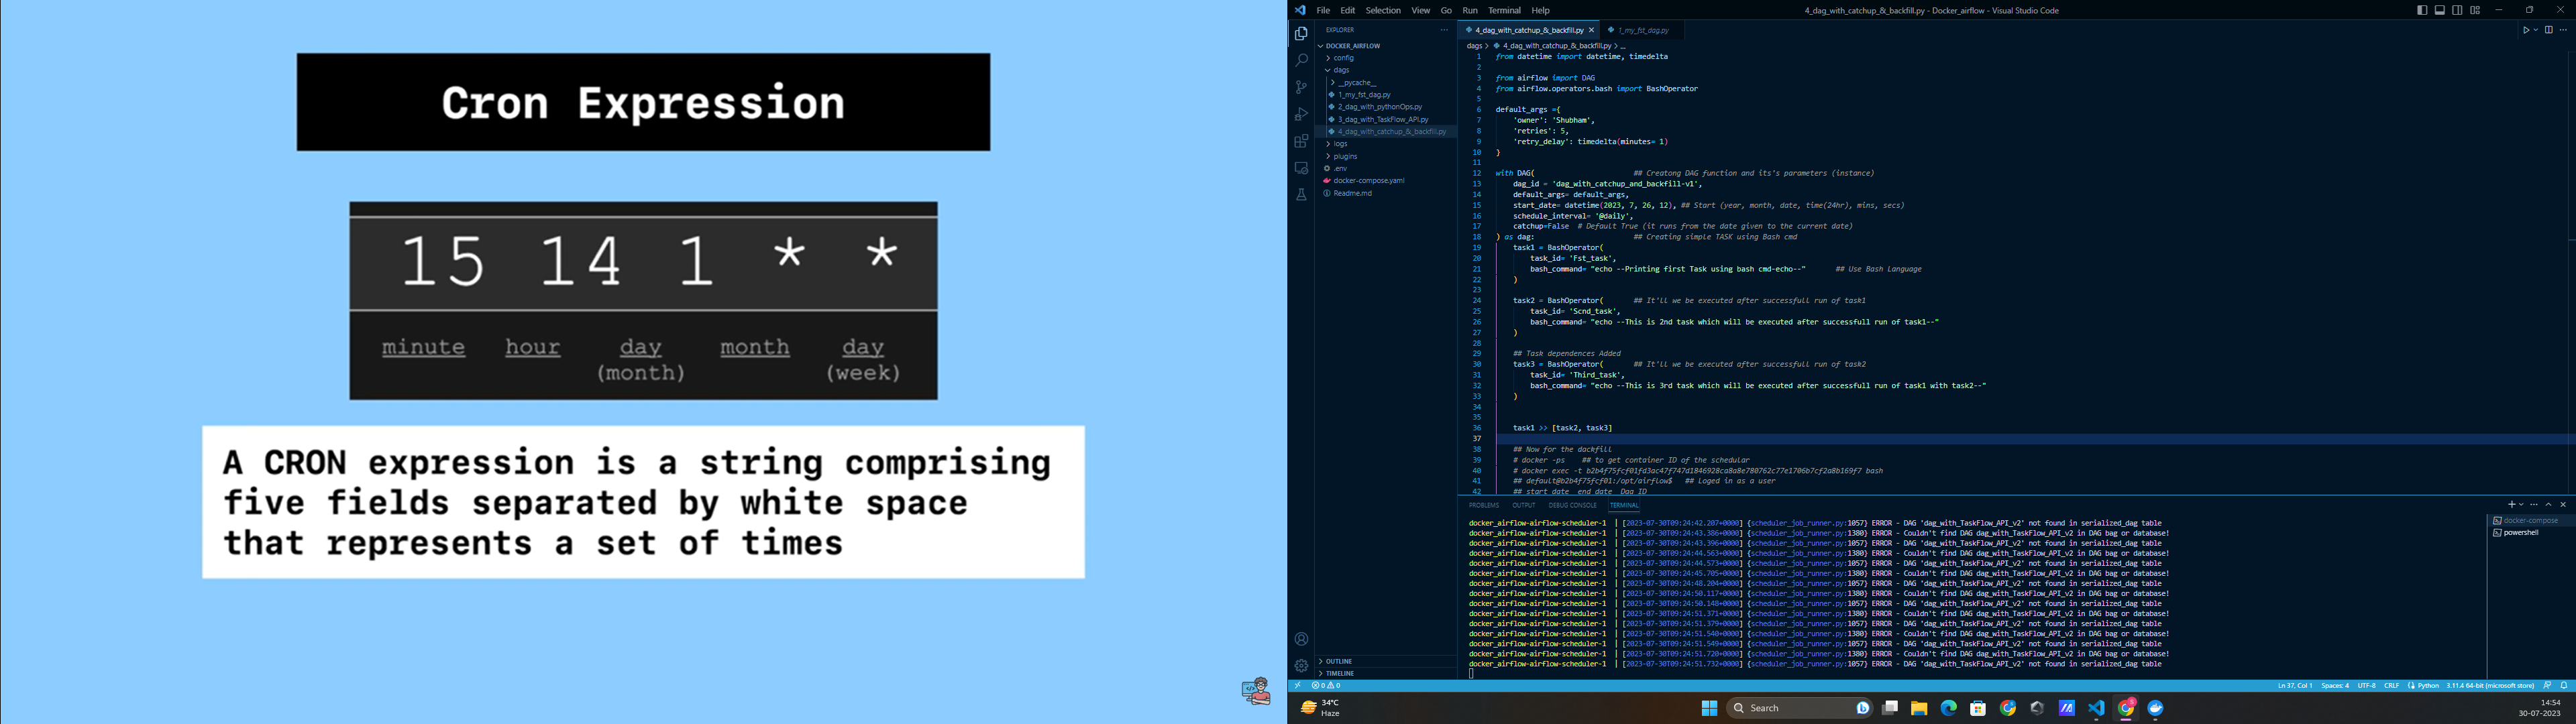 Cron Expression
15 14 1 * *
minute hour day month day
(month) (week)
A CRON expression is a string comprising
five fields separated by white space
that represents a set of times
File Edit Selection View Go Run Terminal Help
4_dag_with_catchup_&_backfill.py - Docker_airflow - Visual Studio Code
EXPLORER
DOCKER_AIRFLOW
config
dags
__pycache__
1_my_fst_dag.py
2_dag_with_pythonOps.py
3_dag_with_TaskFlow_API.py
4_dag_with_catchup_&_backfill.py
logs
plugins
.env
docker-compose.yaml
Readme.md
OUTLINE
TIMELINE
4_dag_with_catchup_&_backfill.py 1_my_fst_dag.py
dags > 4_dag_with_catchup_&_backfill.py > ...
1 from datetime import datetime, timedelta
2
3 from airflow import DAG
4 from airflow.operators.bash import BashOperator
5
6 default_args ={
7 'owner': 'Shubham',
8 'retries': 5,
9 'retry_delay': timedelta(minutes= 1)
10 }
11
12 with DAG( ## Creatong DAG function and its's parameters (instance)
13 dag_id = 'dag_with_catchup_and_backfill-v1',
14 default_args= default_args,
15 start_date= datetime(2023, 7, 26, 12), ## Start (year, month, date, time(24hr), mins, secs)
16 schedule_interval= '@daily',
17 catchup=False # Default True (it runs from the date given to the current date)
18 ) as dag: ## Creating simple TASK using Bash cmd
19 task1 = BashOperator(
20 task_id= 'Fst_task',
21 bash_command= "echo --Printing first Task using bash cmd-echo--" ## Use Bash Language
22 )
23
24 task2 = BashOperator( ## It'll we be executed after successfull run of task1
25 task_id= 'Scnd_task',
26 bash_command= "echo --This is 2nd task which will be executed after successfull run of task1--"
27 )
28
29 ## Task dependences Added
30 task3 = BashOperator( ## It'll we be executed after successfull run of task2
31 task_id= 'Third_task',
32 bash_command= "echo --This is 3rd task which will be executed after successfull run of task1 with task2--"
33 )
34
35
36 task1 >> [task2, task3]
37
38 ## Now for the dackfill
39 # docker -ps ## to get container ID of the schedular
40 # docker exec -t b2b4f75fcf01fd3ac47f747d1846928ca8a8e780762c77e1706b7cf2a8b169f7 bash
41 ## default@b2b4f75fcf01:/opt/airflow$ ## Loged in as a user
42 ## start_date end_date Dag_ID
PROBLEMS OUTPUT DEBUG CONSOLE TERMINAL
docker_airflow-airflow-scheduler-1 | [2023-07-30T09:24:42.207+0000] {scheduler_job_runner.py:1057} ERROR - DAG 'dag_with_TaskFlow_API_v2' not found in serialized_dag table
docker_airflow-airflow-scheduler-1 | [2023-07-30T09:24:43.386+0000] {scheduler_job_runner.py:1380} ERROR - Couldn't find DAG dag_with_TaskFlow_API_v2 in DAG bag or database!
docker_airflow-airflow-scheduler-1 | [2023-07-30T09:24:43.396+0000] {scheduler_job_runner.py:1057} ERROR - DAG 'dag_with_TaskFlow_API_v2' not found in serialized_dag table
docker_airflow-airflow-scheduler-1 | [2023-07-30T09:24:44.563+0000] {scheduler_job_runner.py:1380} ERROR - Couldn't find DAG dag_with_TaskFlow_API_v2 in DAG bag or database!
docker_airflow-airflow-scheduler-1 | [2023-07-30T09:24:44.573+0000] {scheduler_job_runner.py:1057} ERROR - DAG 'dag_with_TaskFlow_API_v2' not found in serialized_dag table
docker_airflow-airflow-scheduler-1 | [2023-07-30T09:24:45.705+0000] {scheduler_job_runner.py:1380} ERROR - Couldn't find DAG dag_with_TaskFlow_API_v2 in DAG bag or database!
docker_airflow-airflow-scheduler-1 | [2023-07-30T09:24:48.204+0000] {scheduler_job_runner.py:1057} ERROR - DAG 'dag_with_TaskFlow_API_v2' not found in serialized_dag table
docker_airflow-airflow-scheduler-1 | [2023-07-30T09:24:50.117+0000] {scheduler_job_runner.py:1380} ERROR - Couldn't find DAG dag_with_TaskFlow_API_v2 in DAG bag or database!
docker_airflow-airflow-scheduler-1 | [2023-07-30T09:24:50.148+0000] {scheduler_job_runner.py:1057} ERROR - DAG 'dag_with_TaskFlow_API_v2' not found in serialized_dag table
docker_airflow-airflow-scheduler-1 | [2023-07-30T09:24:51.371+0000] {scheduler_job_runner.py:1380} ERROR - Couldn't find DAG dag_with_TaskFlow_API_v2 in DAG bag or database!
docker_airflow-airflow-scheduler-1 | [2023-07-30T09:24:51.379+0000] {scheduler_job_runner.py:1057} ERROR - DAG 'dag_with_TaskFlow_API_v2' not found in serialized_dag table
docker_airflow-airflow-scheduler-1 | [2023-07-30T09:24:51.540+0000] {scheduler_job_runner.py:1380} ERROR - Couldn't find DAG dag_with_TaskFlow_API_v2 in DAG bag or database!
docker_airflow-airflow-scheduler-1 | [2023-07-30T09:24:51.549+0000] {scheduler_job_runner.py:1057} ERROR - DAG 'dag_with_TaskFlow_API_v2' not found in serialized_dag table
docker_airflow-airflow-scheduler-1 | [2023-07-30T09:24:51.720+0000] {scheduler_job_runner.py:1380} ERROR - Couldn't find DAG dag_with_TaskFlow_API_v2 in DAG bag or database!
docker_airflow-airflow-scheduler-1 | [2023-07-30T09:24:51.732+0000] {scheduler_job_runner.py:1057} ERROR - DAG 'dag_with_TaskFlow_API_v2' not found in serialized_dag table
docker-compose
powershell
0 0
Ln 37, Col 1 Spaces: 4 UTF-8 CRLF Python 3.11.4 64-bit (microsoft store)
34°C
Haze
Search
14:54
30-07-2023